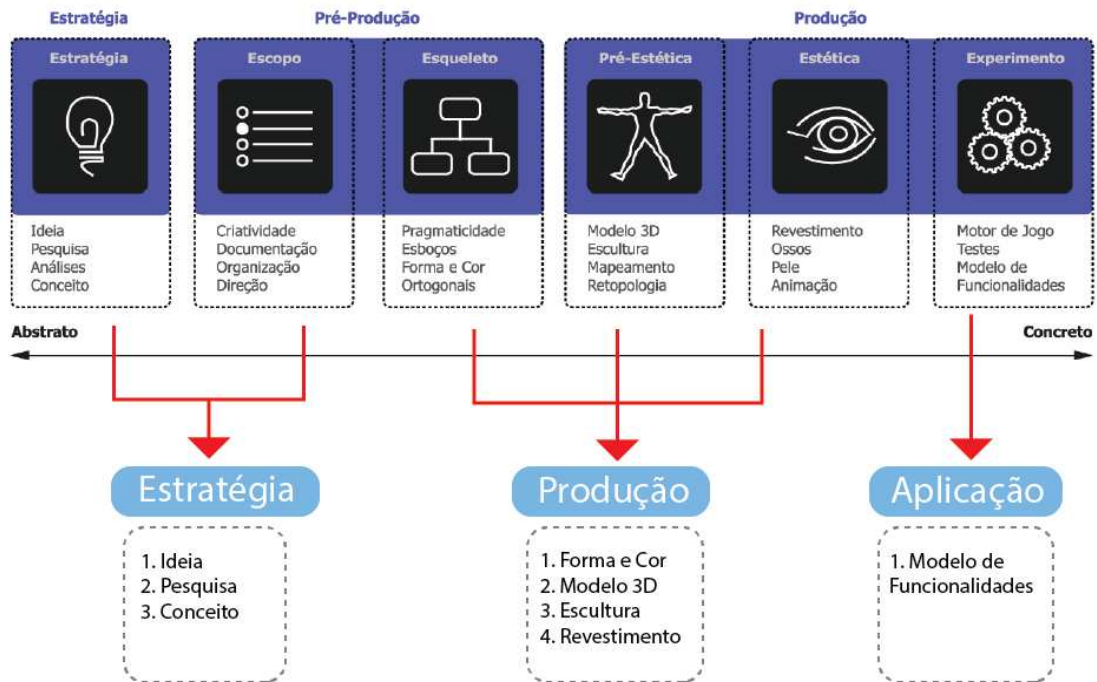 Estratégia
Pré-Produção
Produção
Estratégia
Escopo
Esqueleto
Pré-Estética
Estética
Experimento
Ideia
Pesquisa
Análises
Conceito
Criatividade
Documentação
Organização
Direção
Pragmaticidade
Esboços
Forma e Cor
Ortogonais
Modelo 3D
Escultura
Mapeamento
Retopologia
Revestimento
Ossos
Pele
Animação
Motor de Jogo
Testes
Modelo de
Funcionalidades
Abstrato
Concreto
Estratégia
1. Ideia
2. Pesquisa
3. Conceito
Produção
1. Forma e Cor
2. Modelo 3D
3. Escultura
4. Revestimento
Aplicação
1. Modelo de
Funcionalidades